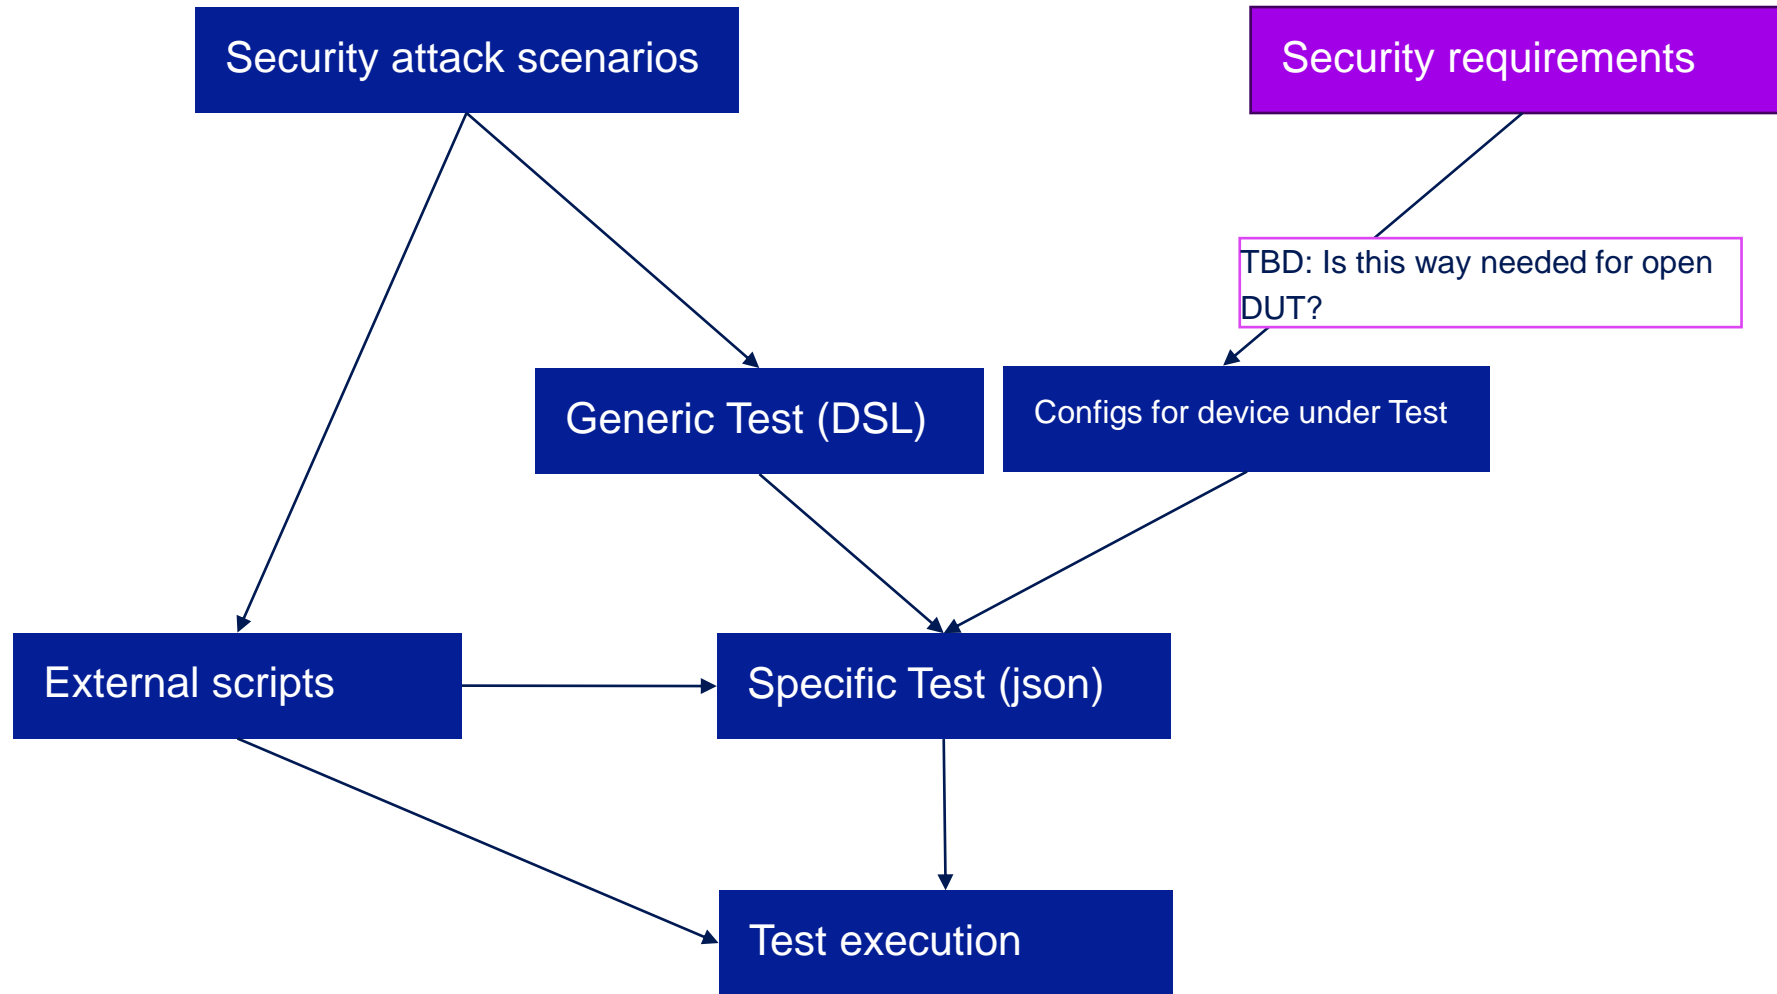 Security attack scenarios
Security requirements
TBD: Is this way needed for open
DUT?
Generic Test (DSL)
Configs for device under Test
External scripts
Specific Test (json)
Test execution